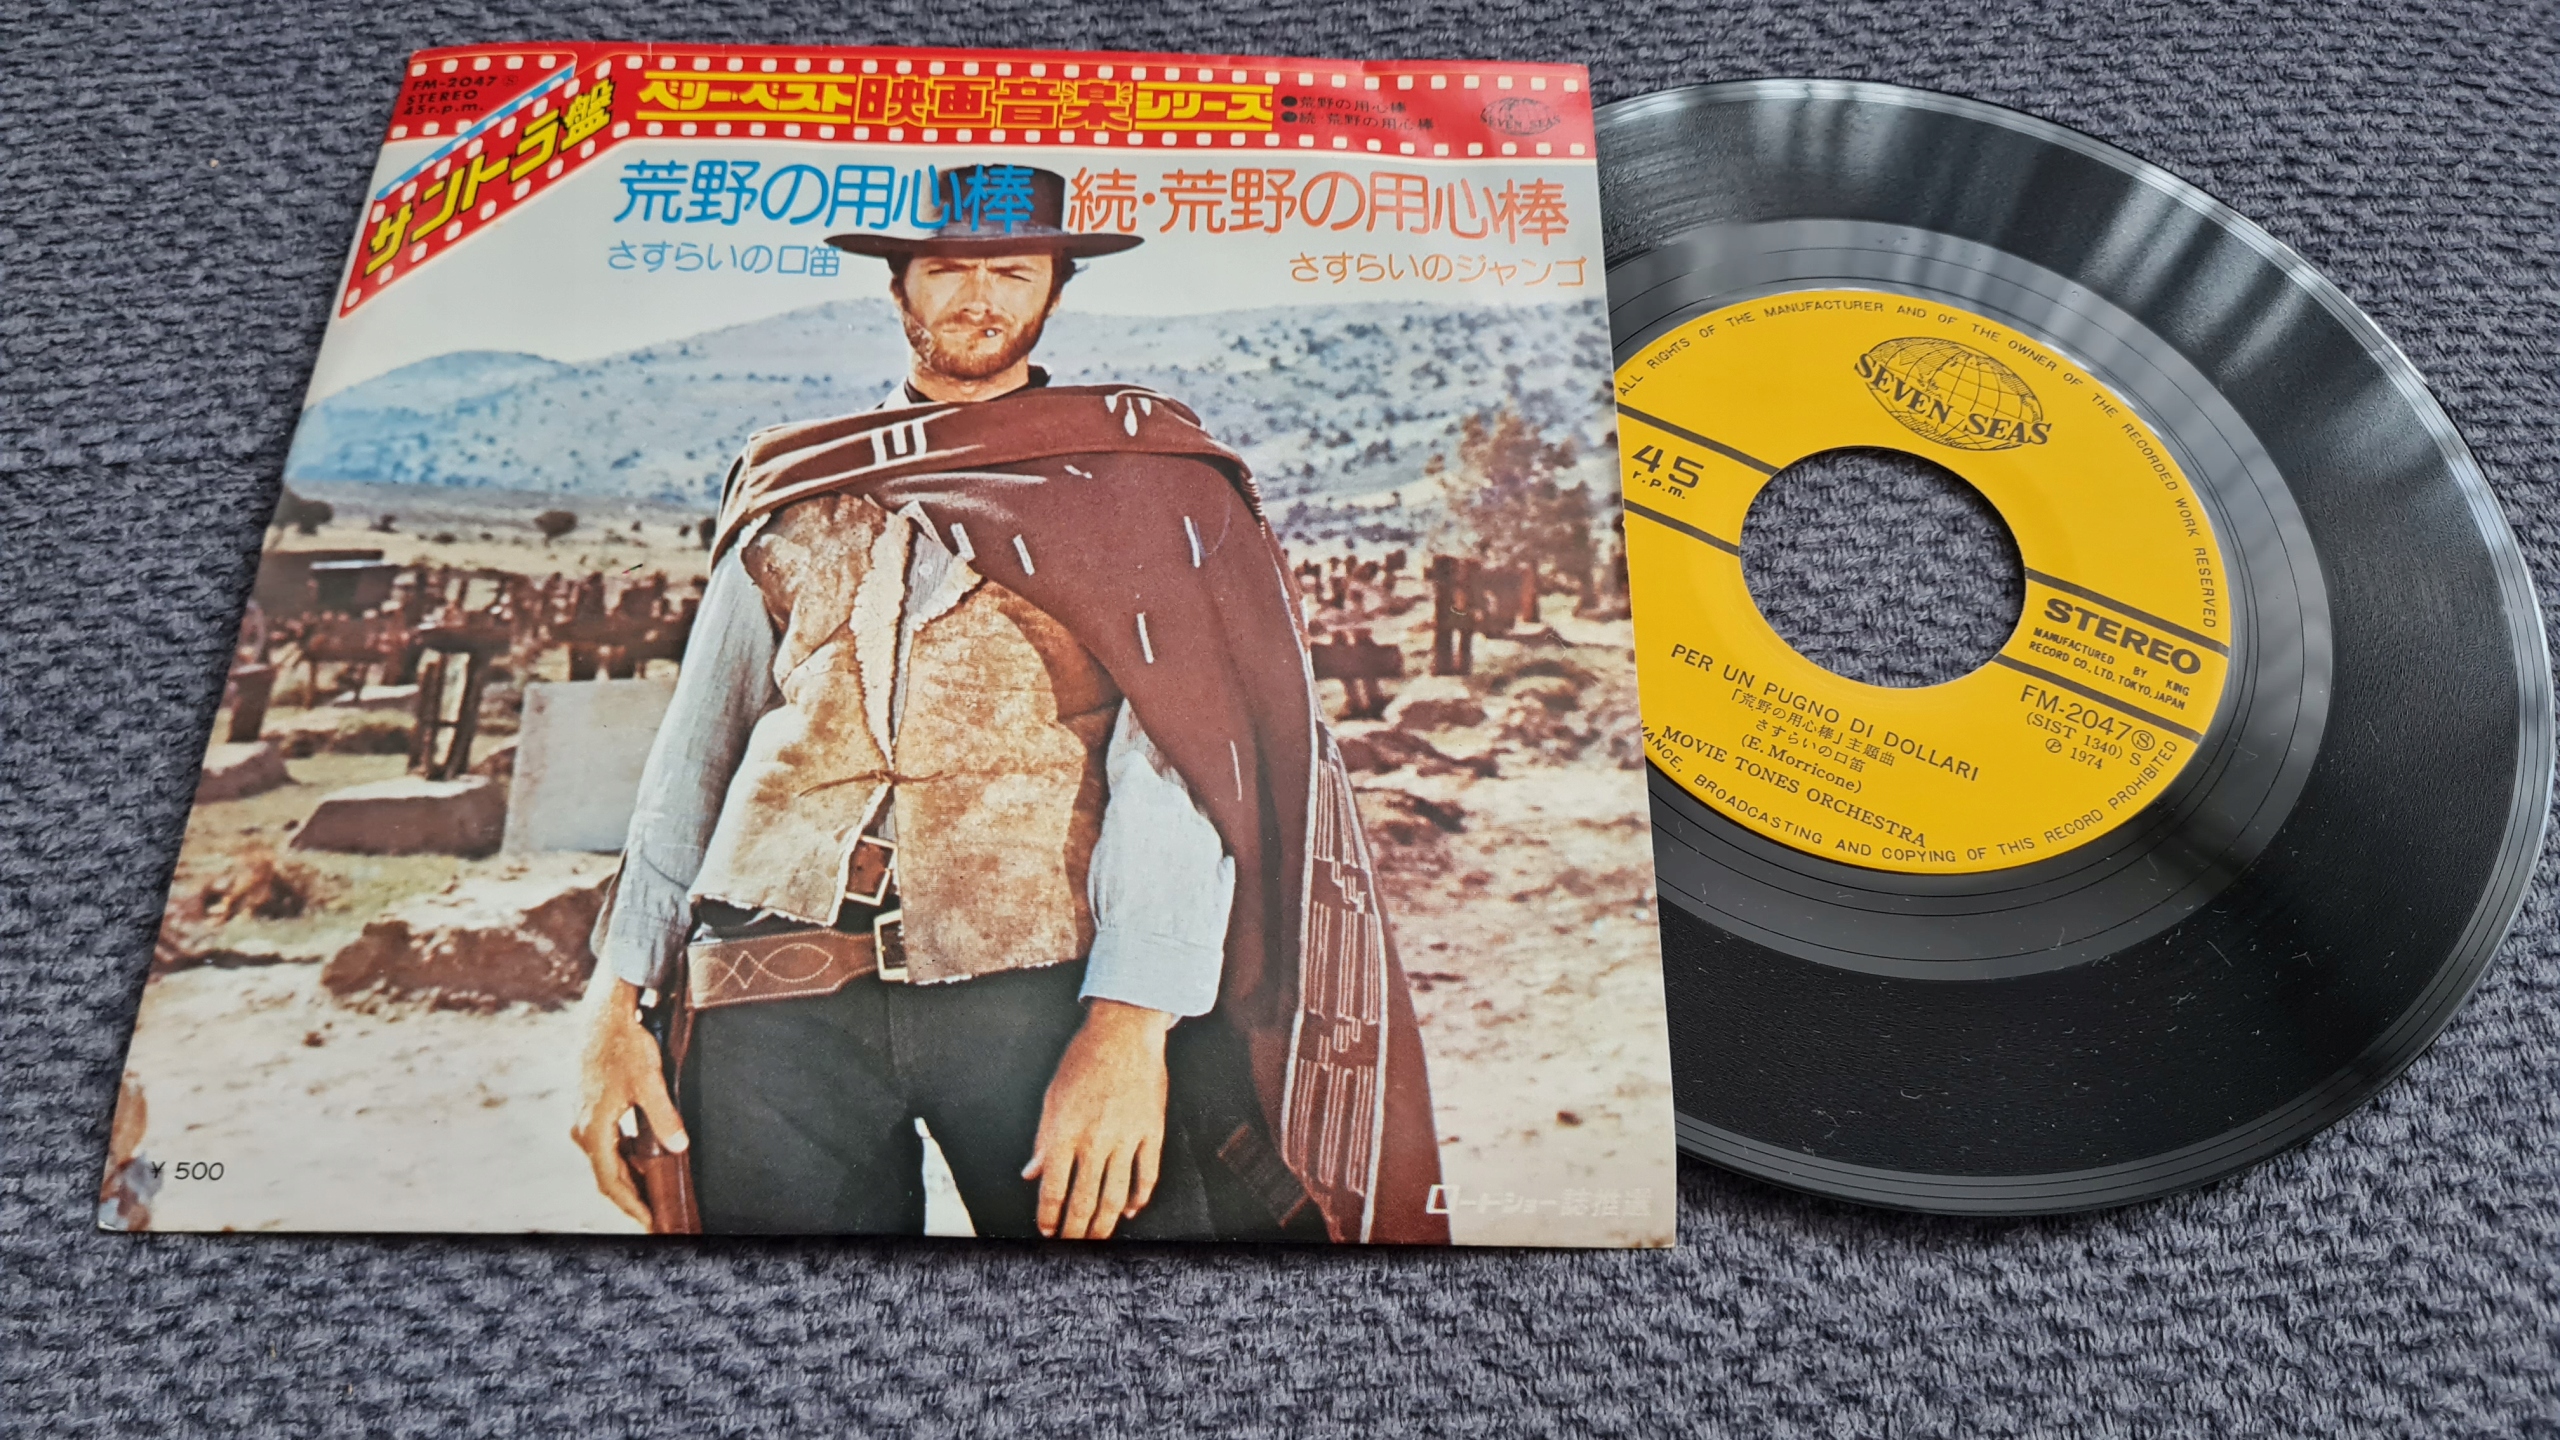 FM-2047 Ⓢ
STEREO
45r.p.m.
サントラ盤
ベリー・ベスト映画音楽シリーズ
●荒野の用心棒
●続・荒野の用心棒
SEVEN SEAS
荒野の用心棒
さすらいの口笛
続・荒野の用心棒
さすらいのジャンゴ
¥ 500
ロードショー誌推選
ALL RIGHTS OF THE MANUFACTURER AND OF THE OWNER OF THE RECORDED WORK RESERVED
SEVEN SEAS
45
r.p.m.
STEREO
MANUFACTURED BY KING
RECORD CO., LTD. TOKYO, JAPAN
FM-2047Ⓢ
(SIST 1340) S
Ⓟ 1974
PER UN PUGNO DI DOLLARI
「荒野の用心棒」主題曲
さすらいの口笛
(E. Morricone)
MOVIE TONES ORCHESTRA
BROADCASTING AND COPYING OF THIS RECORD PROHIBITED